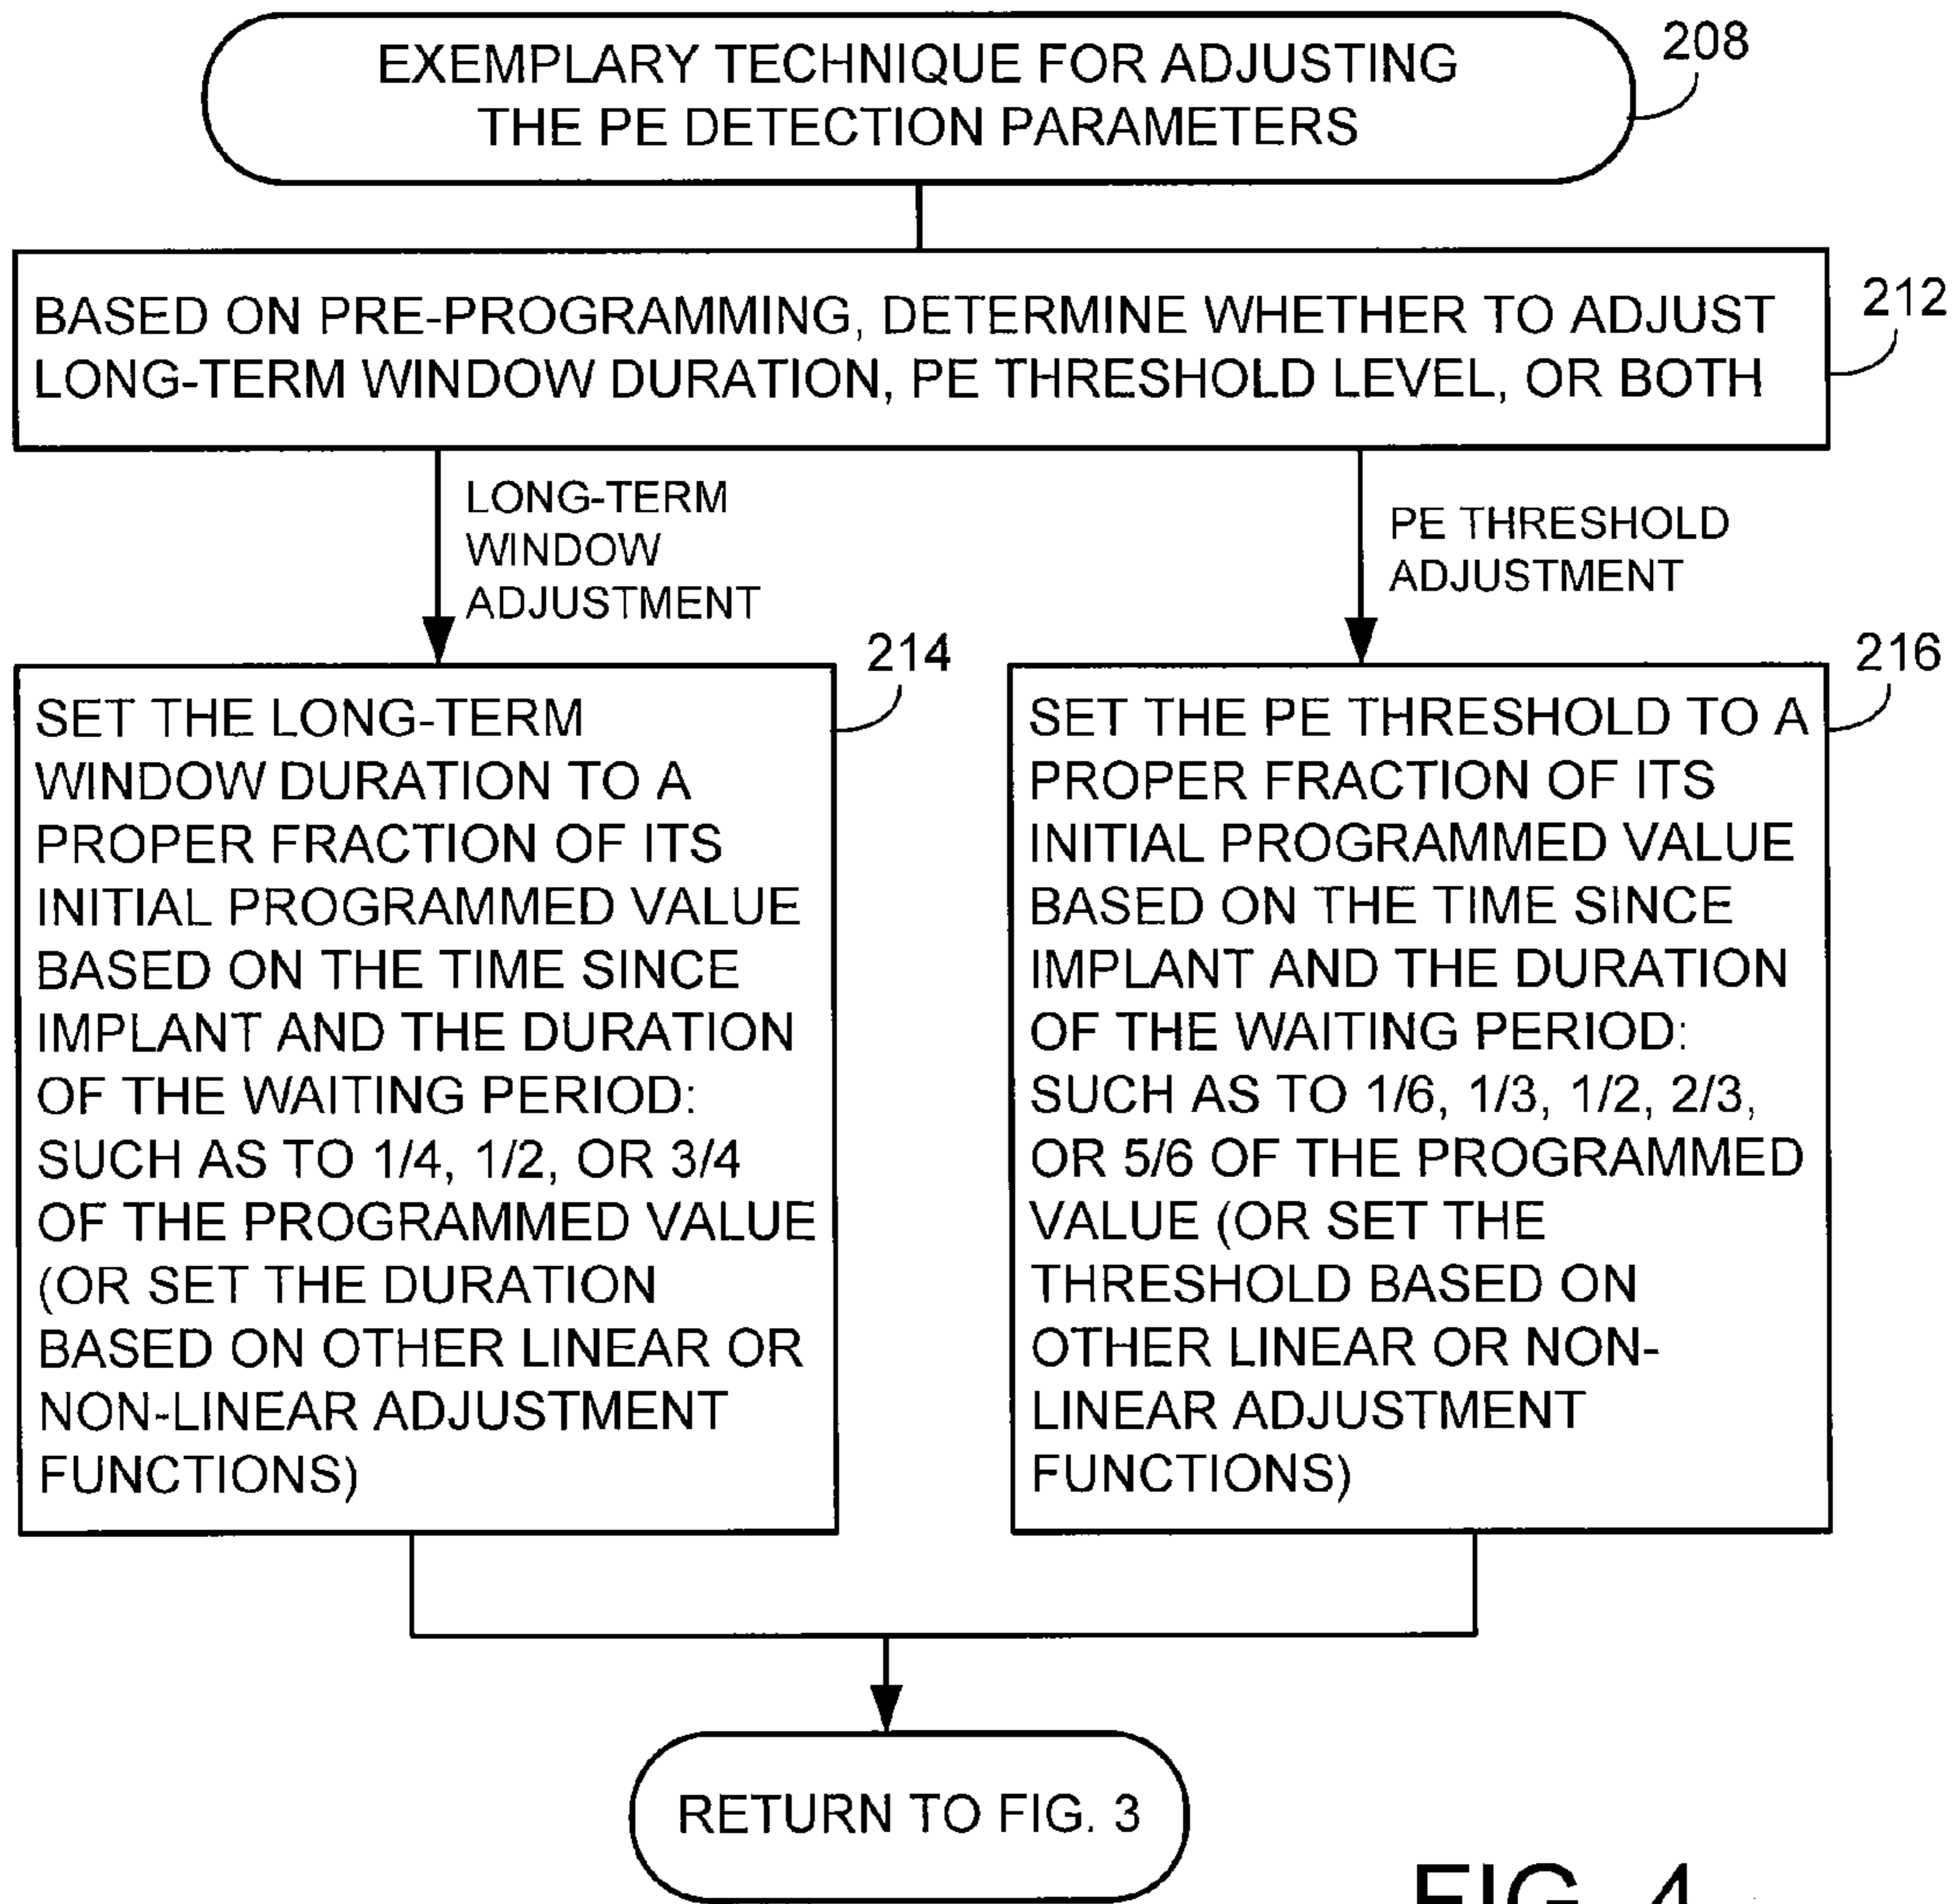 EXEMPLARY TECHNIQUE FOR ADJUSTING
THE PE DETECTION PARAMETERS
208
BASED ON PRE-PROGRAMMING, DETERMINE WHETHER TO ADJUST
LONG-TERM WINDOW DURATION, PE THRESHOLD LEVEL, OR BOTH
212
LONG-TERM
WINDOW
ADJUSTMENT
PE THRESHOLD
ADJUSTMENT
214
SET THE LONG-TERM
WINDOW DURATION TO A
PROPER FRACTION OF ITS
INITIAL PROGRAMMED VALUE
BASED ON THE TIME SINCE
IMPLANT AND THE DURATION
OF THE WAITING PERIOD:
SUCH AS TO 1/4, 1/2, OR 3/4
OF THE PROGRAMMED VALUE
(OR SET THE DURATION
BASED ON OTHER LINEAR OR
NON-LINEAR ADJUSTMENT
FUNCTIONS)
216
SET THE PE THRESHOLD TO A
PROPER FRACTION OF ITS
INITIAL PROGRAMMED VALUE
BASED ON THE TIME SINCE
IMPLANT AND THE DURATION
OF THE WAITING PERIOD:
SUCH AS TO 1/6, 1/3, 1/2, 2/3,
OR 5/6 OF THE PROGRAMMED
VALUE (OR SET THE
THRESHOLD BASED ON
OTHER LINEAR OR NON-
LINEAR ADJUSTMENT
FUNCTIONS)
RETURN TO FIG. 3
FIG. 4